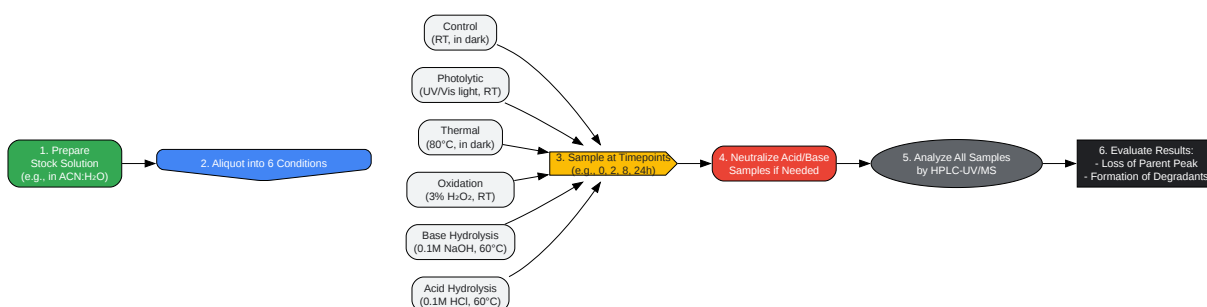 1. Prepare
Stock Solution
(e.g., in ACN:H₂O)
2. Aliquot into 6 Conditions
Control
(RT, in dark)
Photolytic
(UV/Vis light, RT)
Thermal
(80°C, in dark)
Oxidation
(3% H₂O₂, RT)
Base Hydrolysis
(0.1M NaOH, 60°C)
Acid Hydrolysis
(0.1M HCl, 60°C)
3. Sample at Timepoints
(e.g., 0, 2, 8, 24h)
4. Neutralize Acid/Base
Samples if Needed
5. Analyze All Samples
by HPLC-UV/MS
6. Evaluate Results:
- Loss of Parent Peak
- Formation of Degradants